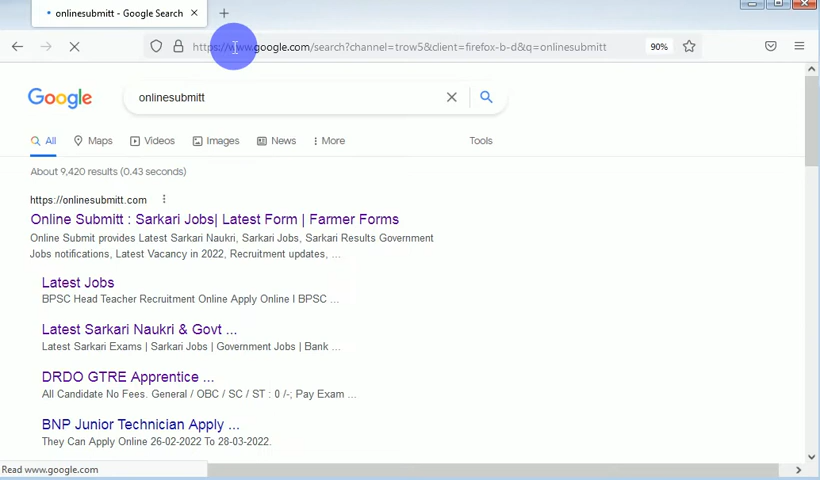 onlinesubmitt - Google Search
https://www.google.com/search?channel=trow5&client=firefox-b-d&q=onlinesubmitt
90%
Google
onlinesubmitt
All
Maps
Videos
Images
News
More
Tools
About 9,420 results (0.43 seconds)
https://onlinesubmitt.com
Online Submitt : Sarkari Jobs| Latest Form | Farmer Forms
Online Submit provides Latest Sarkari Naukri, Sarkari Jobs, Sarkari Results Government
Jobs notifications, Latest Vacancy in 2022, Recruitment updates, ...
Latest Jobs
BPSC Head Teacher Recruitment Online Apply Online I BPSC ...
Latest Sarkari Naukri & Govt ...
Latest Sarkari Exams | Sarkari Jobs | Government Jobs | Bank ...
DRDO GTRE Apprentice ...
All Candidate No Fees. General / OBC / SC / ST : 0 /-; Pay Exam ...
BNP Junior Technician Apply ...
They Can Apply Online 26-02-2022 To 28-03-2022.
Read www.google.com